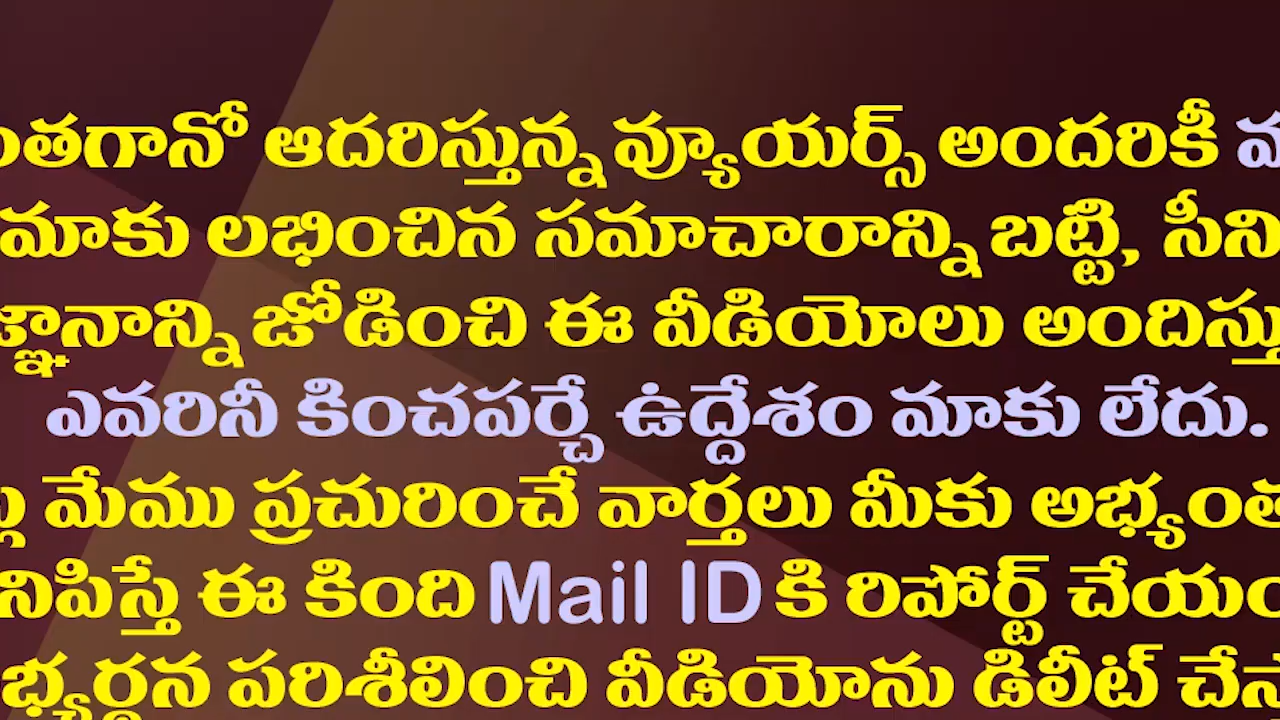 ంతగానో ఆదరిస్తున్న వ్యూయర్స్ అందరికీ
మాకు లభించిన సమాచారాన్ని బట్టి, సీని
జ్ఞానాన్ని జోడించి ఈ వీడియోలు అందిస్తు
ఎవరినీ కించపర్చే ఉద్దేశం మాకు లేదు.
మేము ప్రచురించే వార్తలు మీకు అభ్యంత
నిపిస్తే ఈ కింది Mail ID కి రిపోర్ట్ చేయం
భ్యర్థన పరిశీలించి వీడియోను డిలీట్ చేస